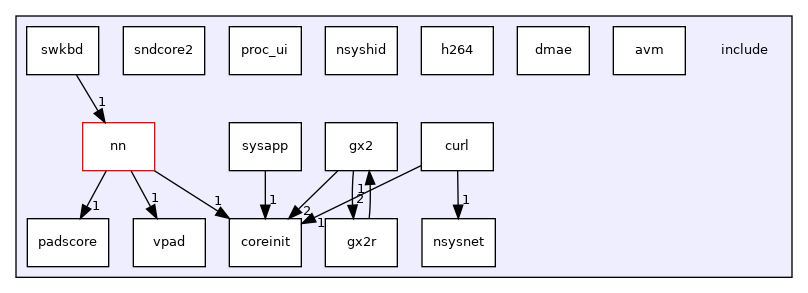 swkbd
sndcore2
proc_ui
nsyshid
h264
dmae
avm
include
1
nn
sysapp
gx2
curl
1
1
1
1
2
1
2
1
1
padscore
vpad
coreinit
gx2r
nsysnet